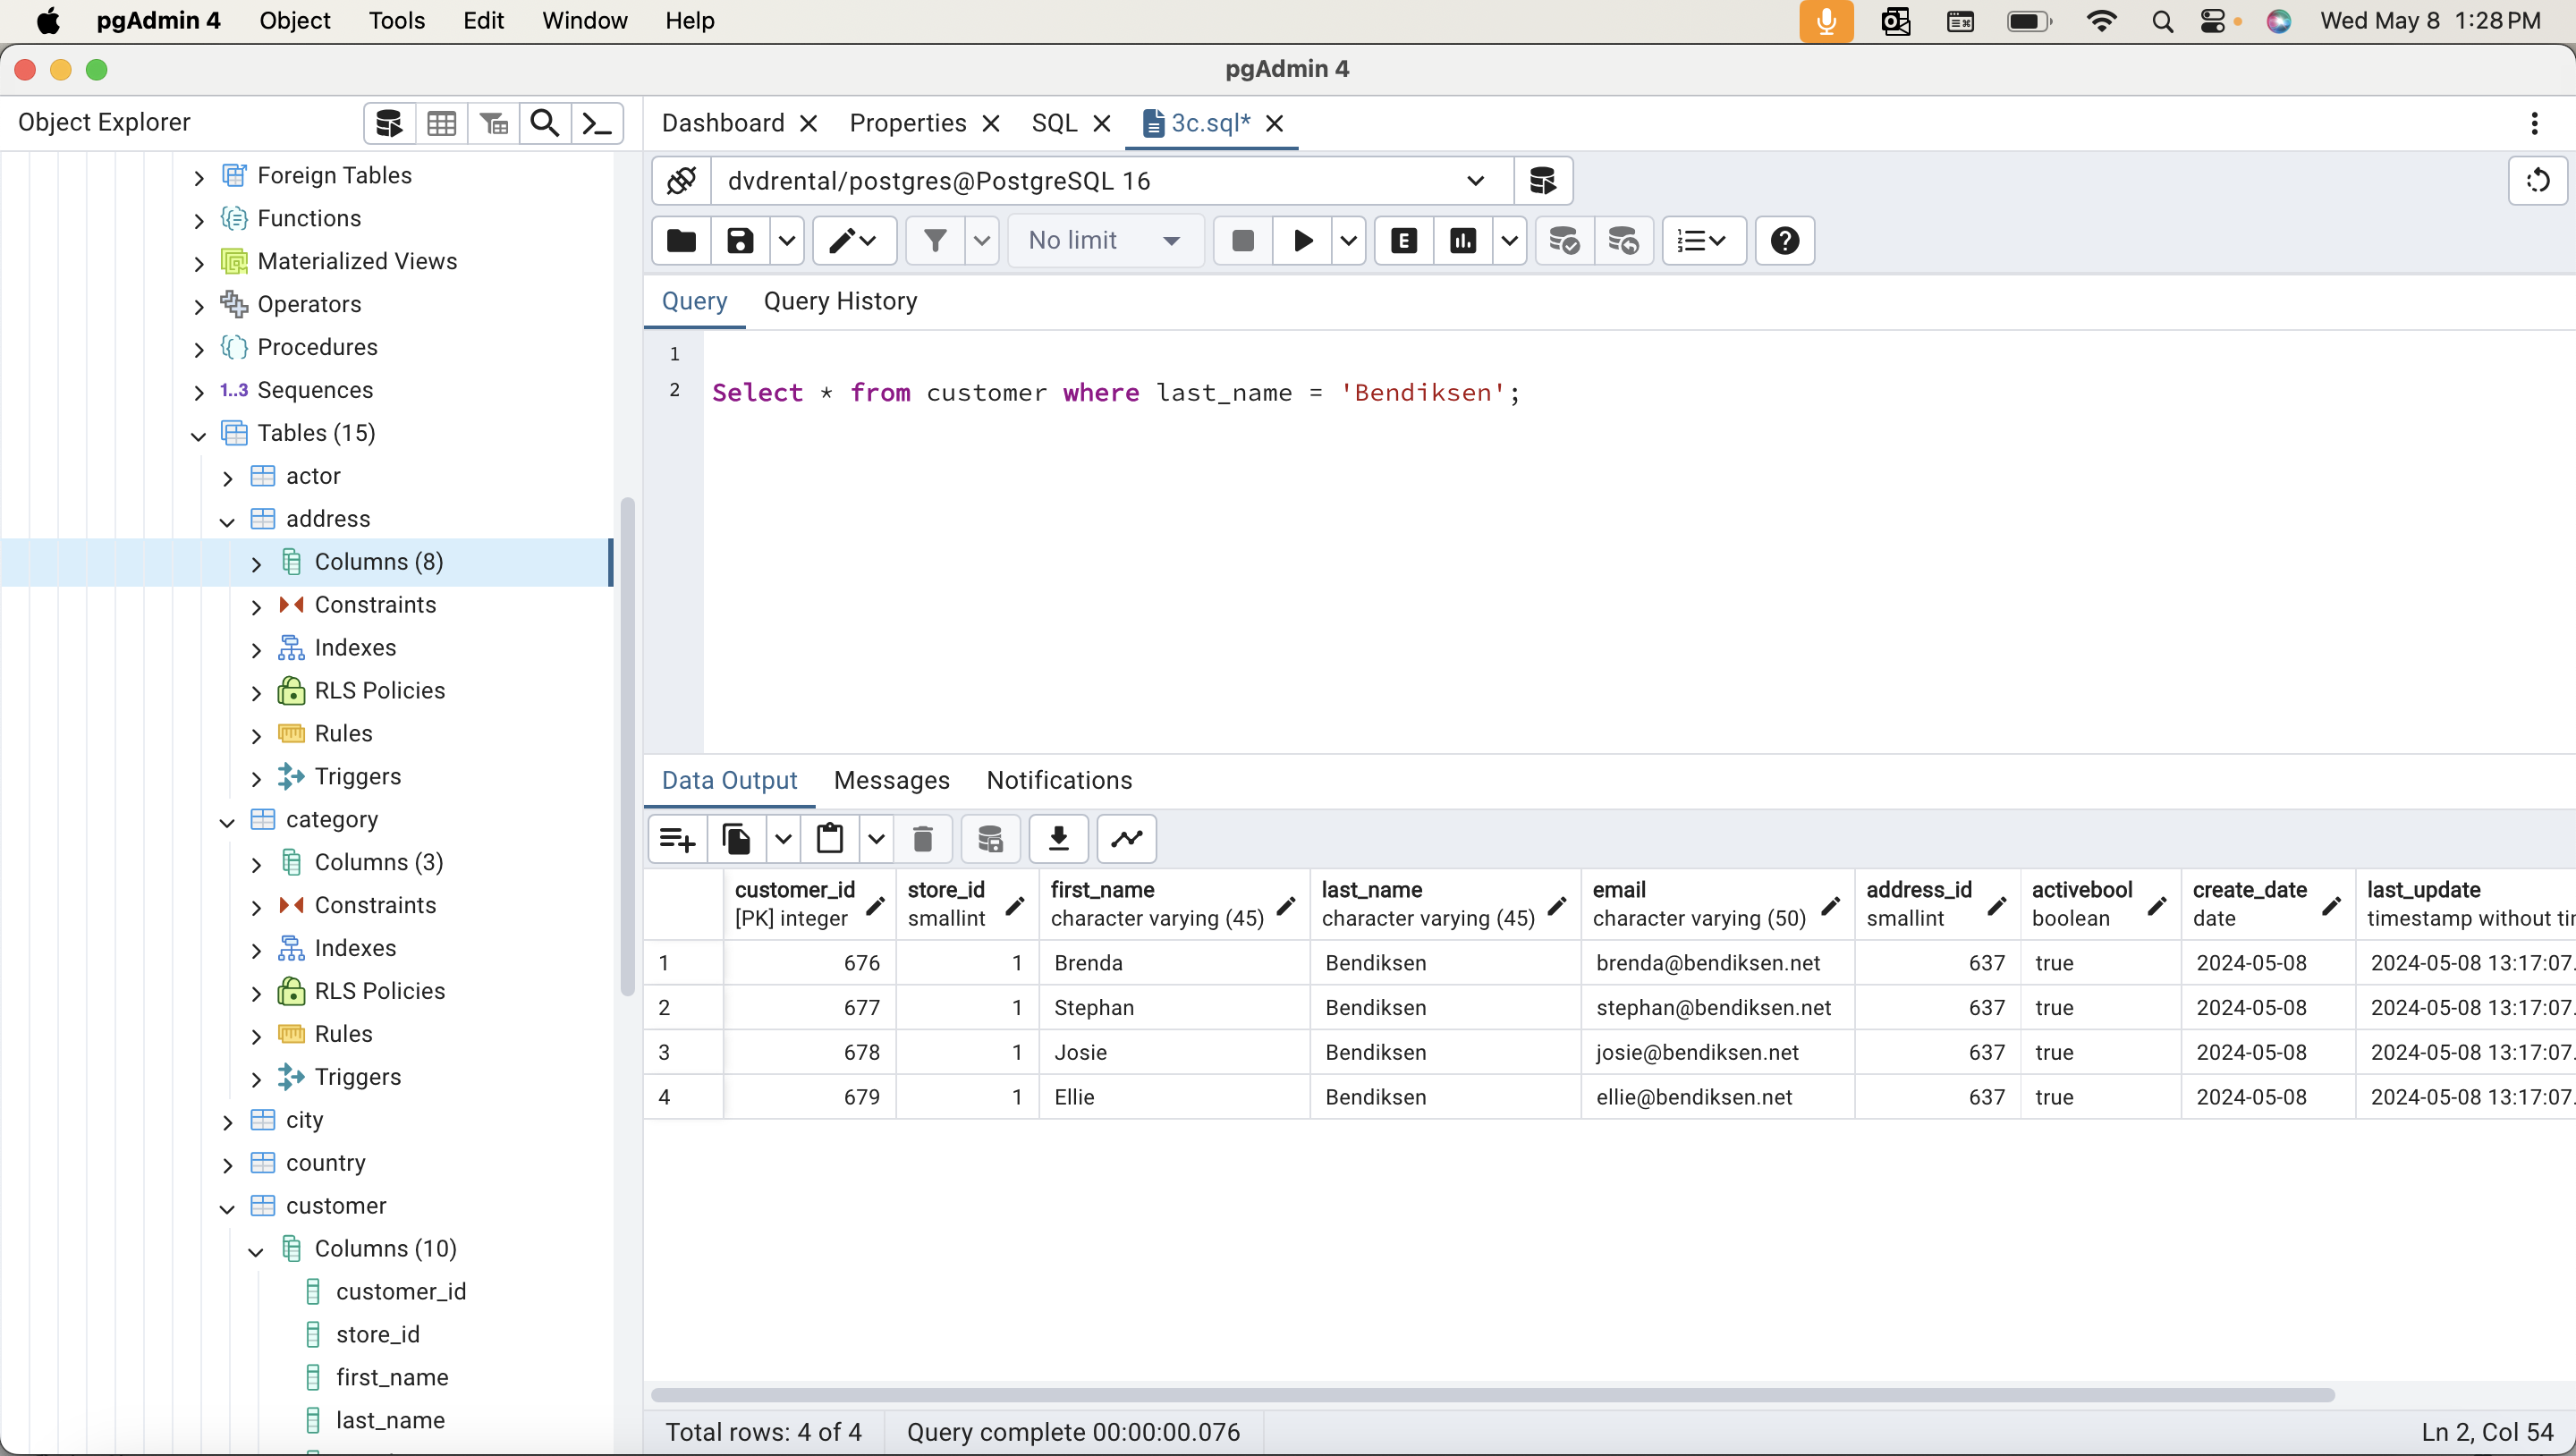 pgAdmin 4 Object Tools Edit Window Help Wed May 8 1:28 PM
pgAdmin 4
Object Explorer
Foreign Tables
Functions
Materialized Views
Operators
Procedures
1..3 Sequences
Tables (15)
actor
address
Columns (8)
Constraints
Indexes
RLS Policies
Rules
Triggers
category
Columns (3)
Constraints
Indexes
RLS Policies
Rules
Triggers
city
country
customer
Columns (10)
customer_id
store_id
first_name
last_name
Dashboard Properties SQL 3c.sql*
dvdrental/postgres@PostgreSQL 16
No limit E
Query Query History
1
2 Select * from customer where last_name = 'Bendiksen';
Data Output Messages Notifications
customer_id store_id first_name last_name email address_id activebool create_date last_update
[PK] integer smallint character varying (45) character varying (45) character varying (50) smallint boolean date timestamp without
1 676 1 Brenda Bendiksen brenda@bendiksen.net 637 true 2024-05-08 2024-05-08 13:17:07.
2 677 1 Stephan Bendiksen stephan@bendiksen.net 637 true 2024-05-08 2024-05-08 13:17:07.
3 678 1 Josie Bendiksen josie@bendiksen.net 637 true 2024-05-08 2024-05-08 13:17:07.
4 679 1 Ellie Bendiksen ellie@bendiksen.net 637 true 2024-05-08 2024-05-08 13:17:07.
Total rows: 4 of 4 Query complete 00:00:00.076 Ln 2, Col 54